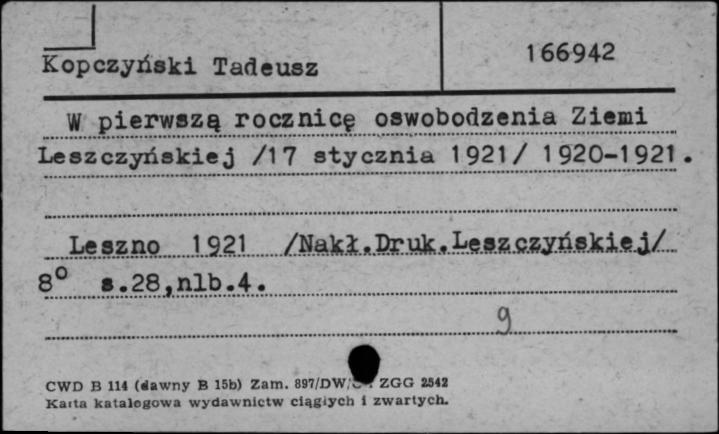 Kopczyński Tadeusz
166942
W pierwszą rocznicę oswobodzenia Ziemi
Leszczyńskiej /17 stycznia 1921/ 1920-1921.
Leszno 1921 /Nakł.Druk.Leszczyńskiej/
8° s.28,nlb.4.
9
CWD B 114 (dawny B 15b) Zam. 897/DW/ ZGG 2542
Karta katalogowa wydawnictw ciągłych i zwartych.